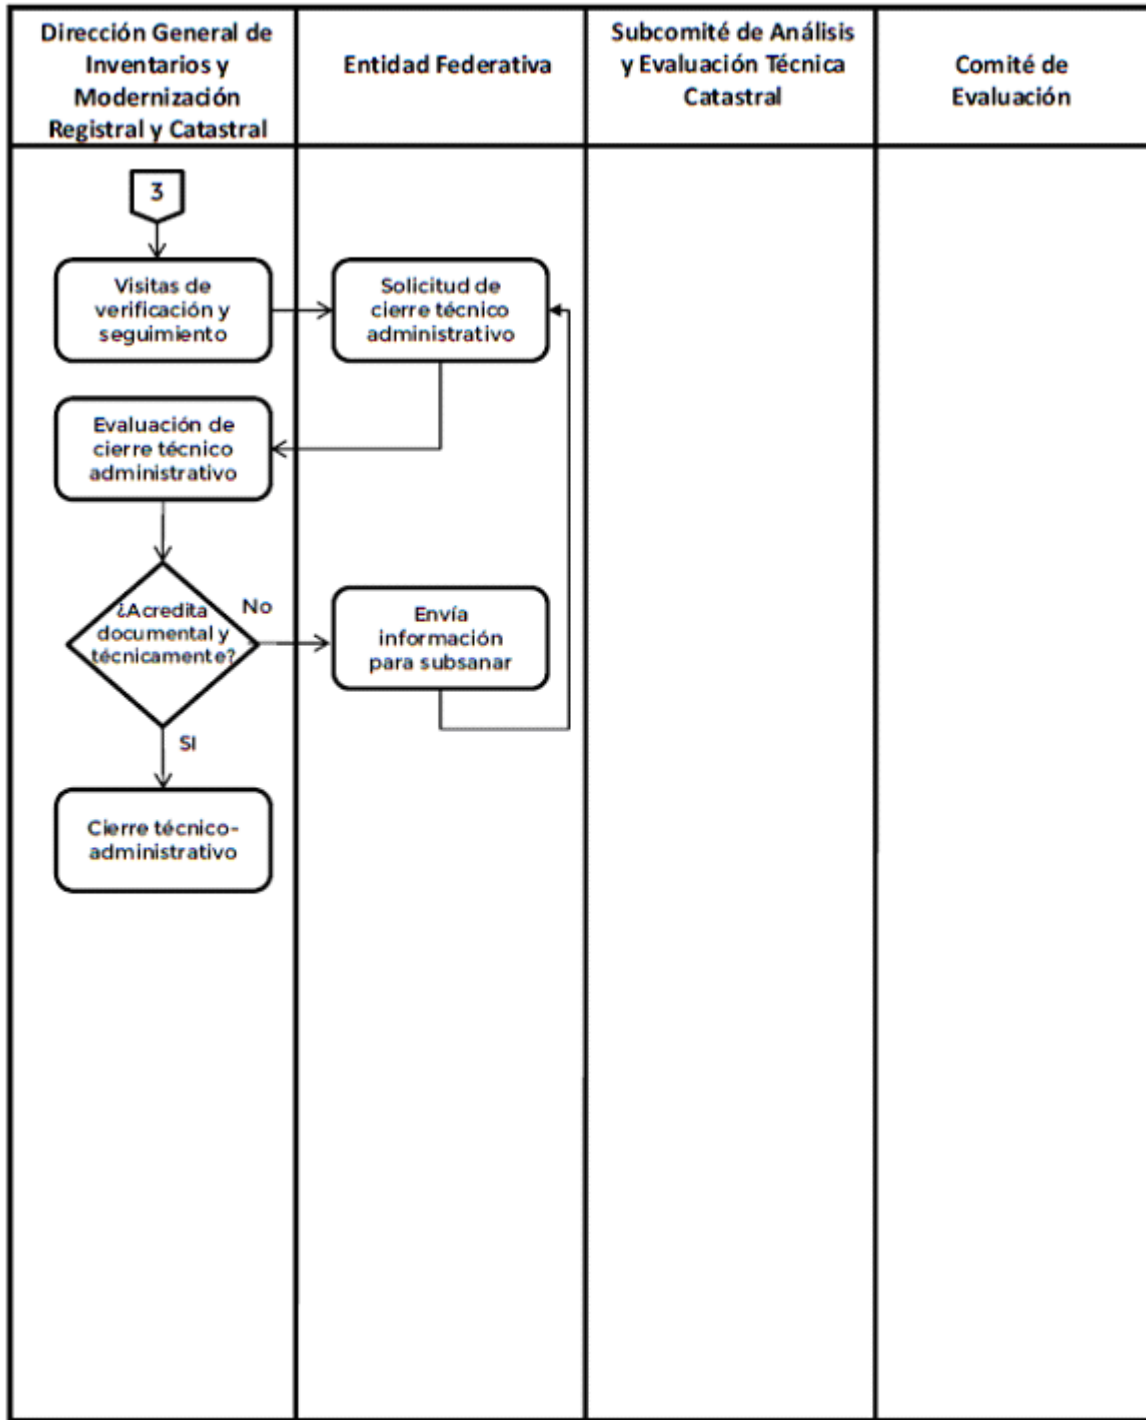 Dirección General de
Inventarios y
Modernización
Registral y Catastral
Entidad Federativa
Subcomité de Análisis
y Evaluación Técnica
Catastral
Comité de
Evaluación
3
Visitas de
verificación y
seguimiento
Solicitud de
cierre técnico
administrativo
Evaluación de
cierre técnico
administrativo
¿Acredita
documental y
técnicamente?
No
Envía
información
para subsanar
SI
Cierre técnico-
administrativo